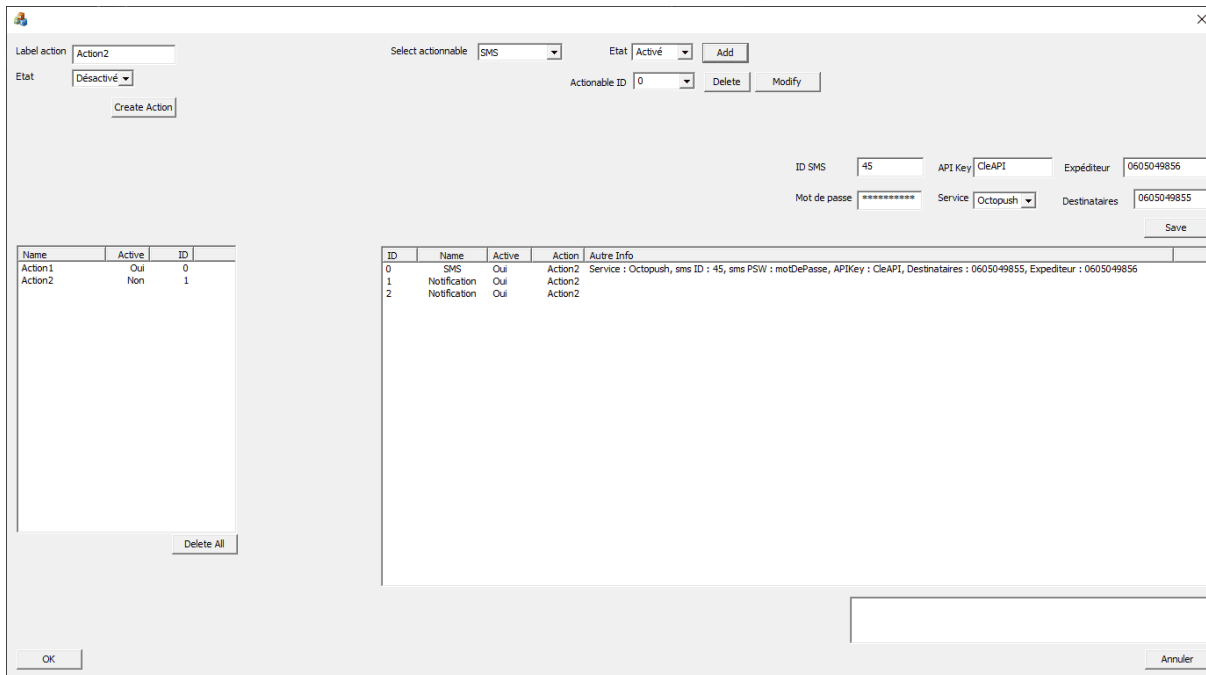 Label action Action2 Select actionnable SMS Etat Activé Add
Etat Désactivé Actionable ID 0 Delete Modify
Create Action
ID SMS 45 API Key CleAPI Expéditeur 0605049856
Mot de passe ********** Service Octopush Destinataires 0605049855
Save
Name Active ID
Action1 Oui 0
Action2 Non 1
Delete All
ID Name Active Action Autre Info
0 SMS Oui Action2 Service : Octopush, sms ID : 45, sms PSW : motDePasse, APIKey : CleAPI, Destinataires : 0605049855, Expediteur : 0605049856
1 Notification Oui Action2
2 Notification Oui Action2
OK Annuler